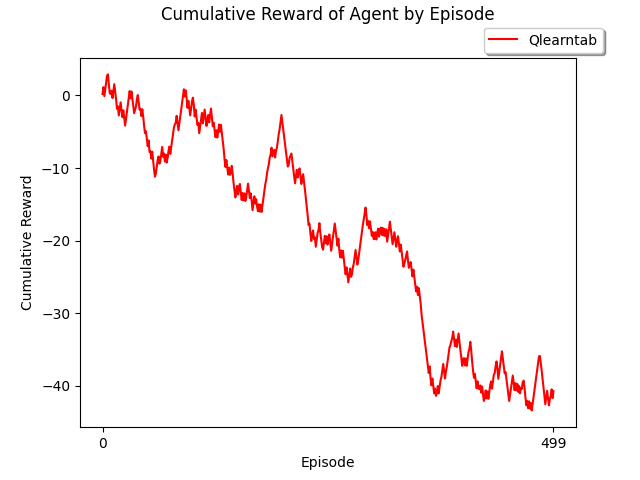 Cumulative Reward of Agent by Episode
Qlearntab
0
−10
−20
−30
−40
Cumulative Reward
0
499
Episode